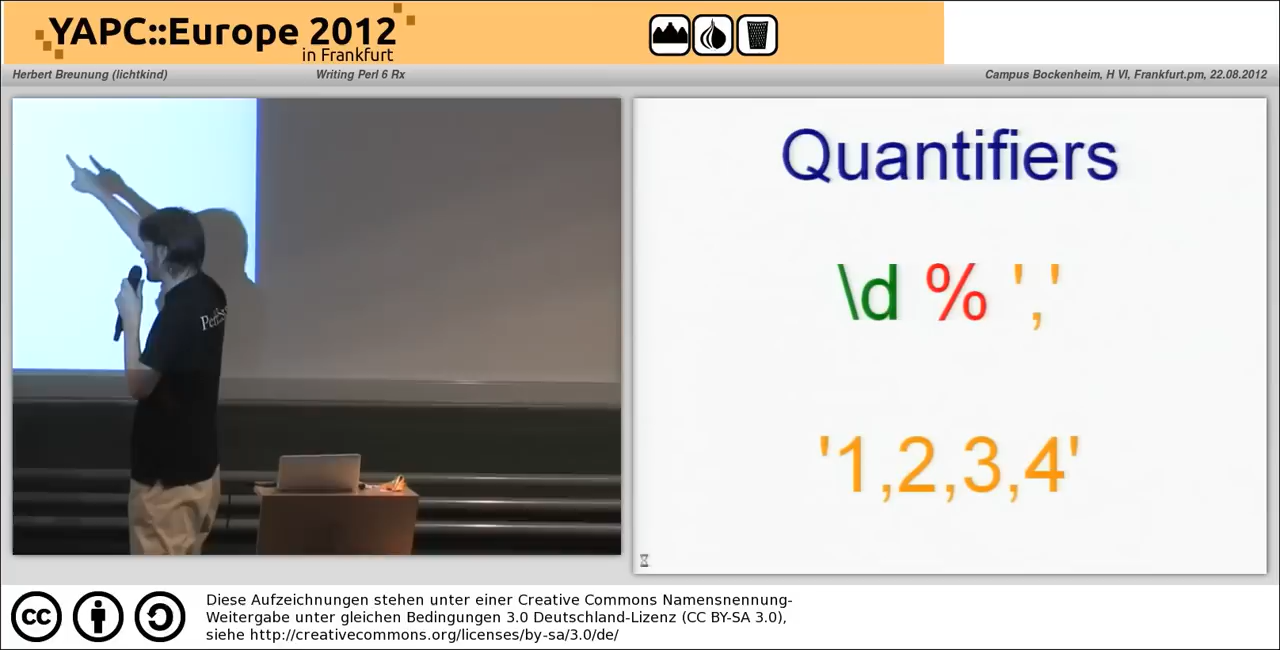 YAPC::Europe 2012
in Frankfurt
Herbert Breunung (lichtkind) Writing Perl 6 Rx Campus Bockenheim, H VI, Frankfurt.pm, 22.08.2012
Quantifiers
\d % ','
'1,2,3,4'
cc
Diese Aufzeichnungen stehen unter einer Creative Commons Namensnennung-
Weitergabe unter gleichen Bedingungen 3.0 Deutschland-Lizenz (CC BY-SA 3.0),
siehe http://creativecommons.org/licenses/by-sa/3.0/de/